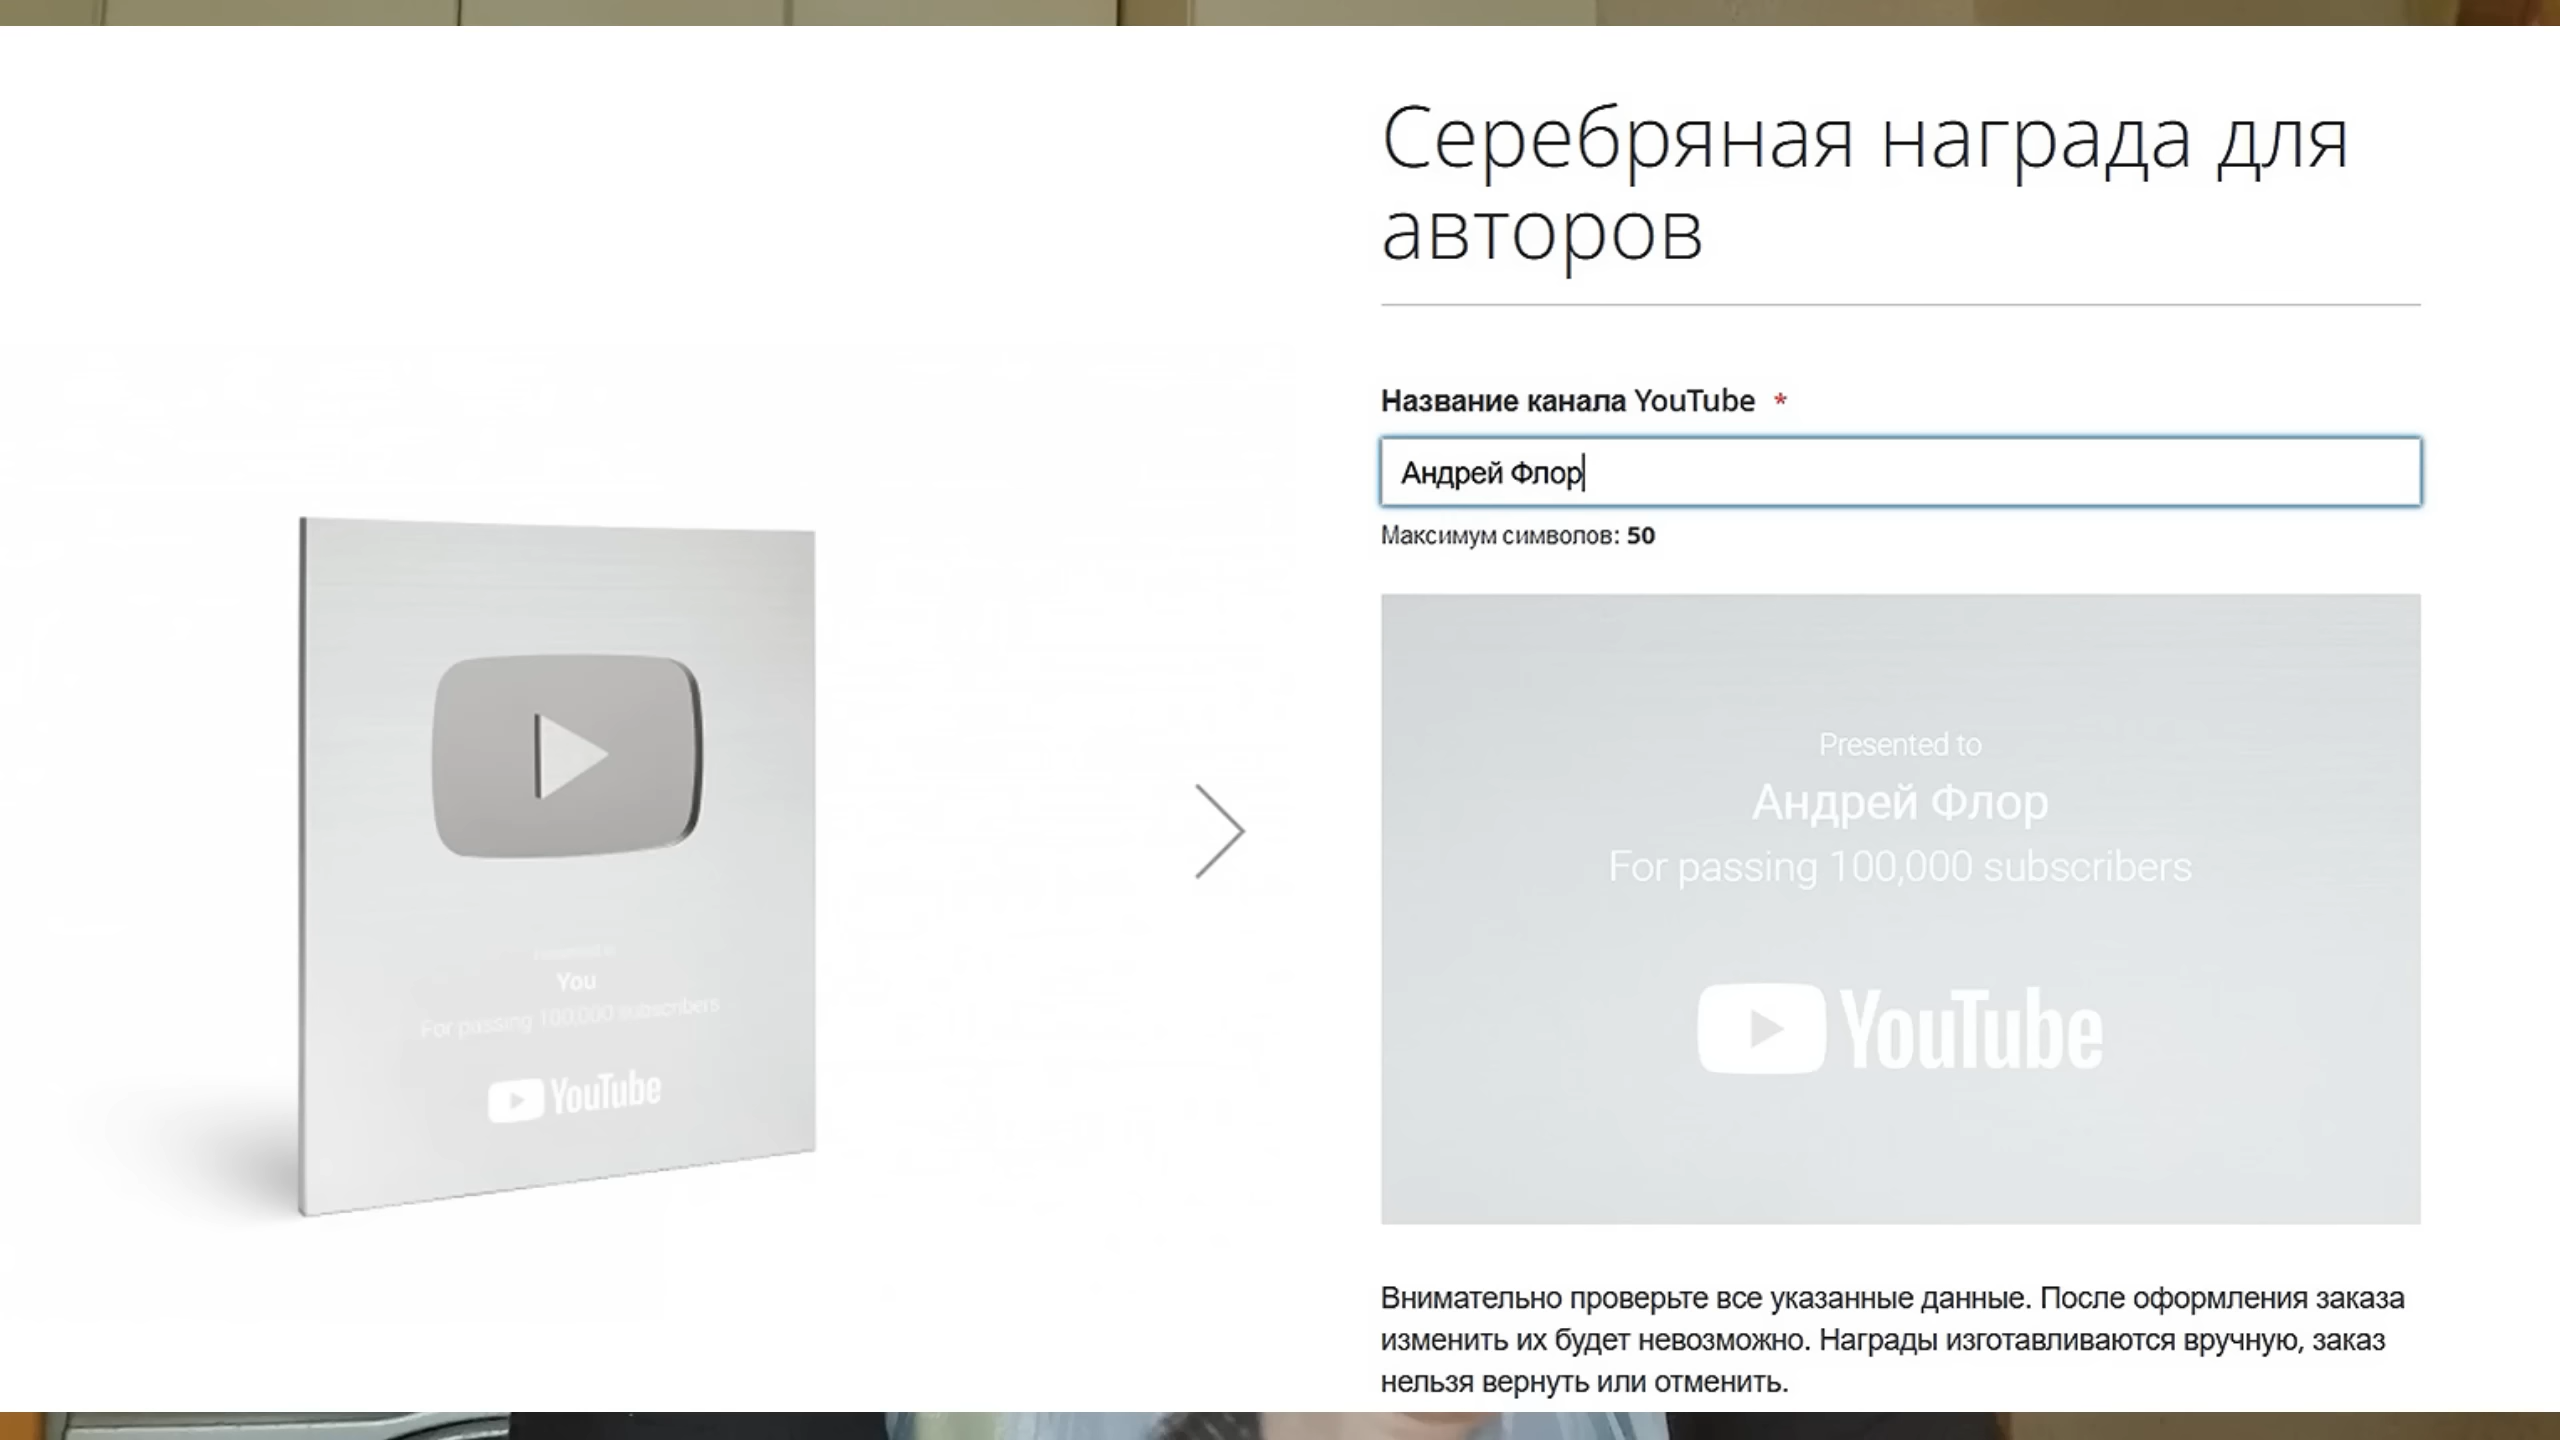 Серебряная награда для
авторов
Название канала YouTube *
Андрей Флор
Максимум символов: 50
Presented to
Андрей Флор
For passing 100,000 subscribers
YouTube
Presented to
You
For passing 100,000 subscribers
YouTube
Внимательно проверьте все указанные данные. После оформления заказа
изменить их будет невозможно. Награды изготавливаются вручную, заказ
нельзя вернуть или отменить.